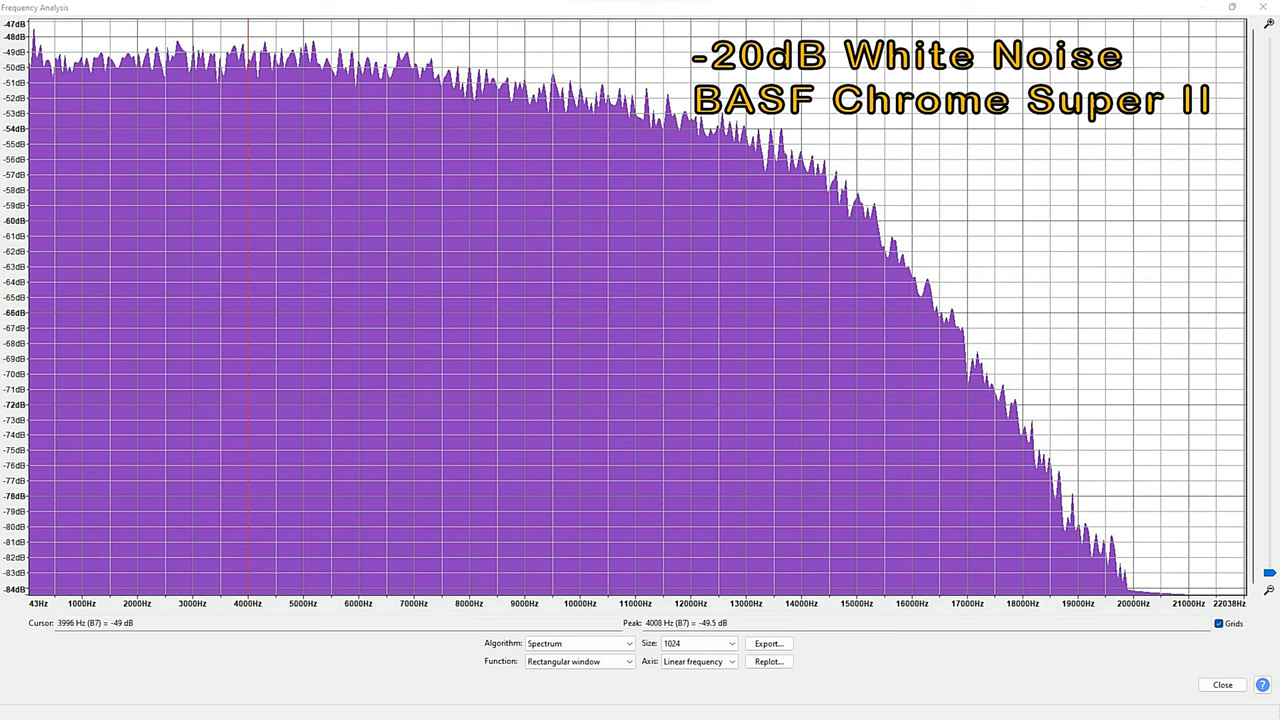 Frequency Analysis
-20dB White Noise
BASF Chrome Super II
-47dB
-48dB
-49dB
-50dB
-51dB
-52dB
-53dB
-54dB
-55dB
-56dB
-57dB
-58dB
-59dB
-60dB
-61dB
-62dB
-63dB
-64dB
-65dB
-66dB
-67dB
-68dB
-69dB
-70dB
-71dB
-72dB
-73dB
-74dB
-75dB
-76dB
-77dB
-78dB
-79dB
-80dB
-81dB
-82dB
-83dB
-84dB
43Hz 1000Hz 2000Hz 3000Hz 4000Hz 5000Hz 6000Hz 7000Hz 8000Hz 9000Hz 10000Hz 11000Hz 12000Hz 13000Hz 14000Hz 15000Hz 16000Hz 17000Hz 18000Hz 19000Hz 20000Hz 21000Hz 22038Hz
Cursor: 3996 Hz (B7) = -49 dB Peak: 4008 Hz (B7) = -49.5 dB Grids
Algorithm: Spectrum Size: 1024 Export...
Function: Rectangular window Axis: Linear frequency Replot...
Close ?